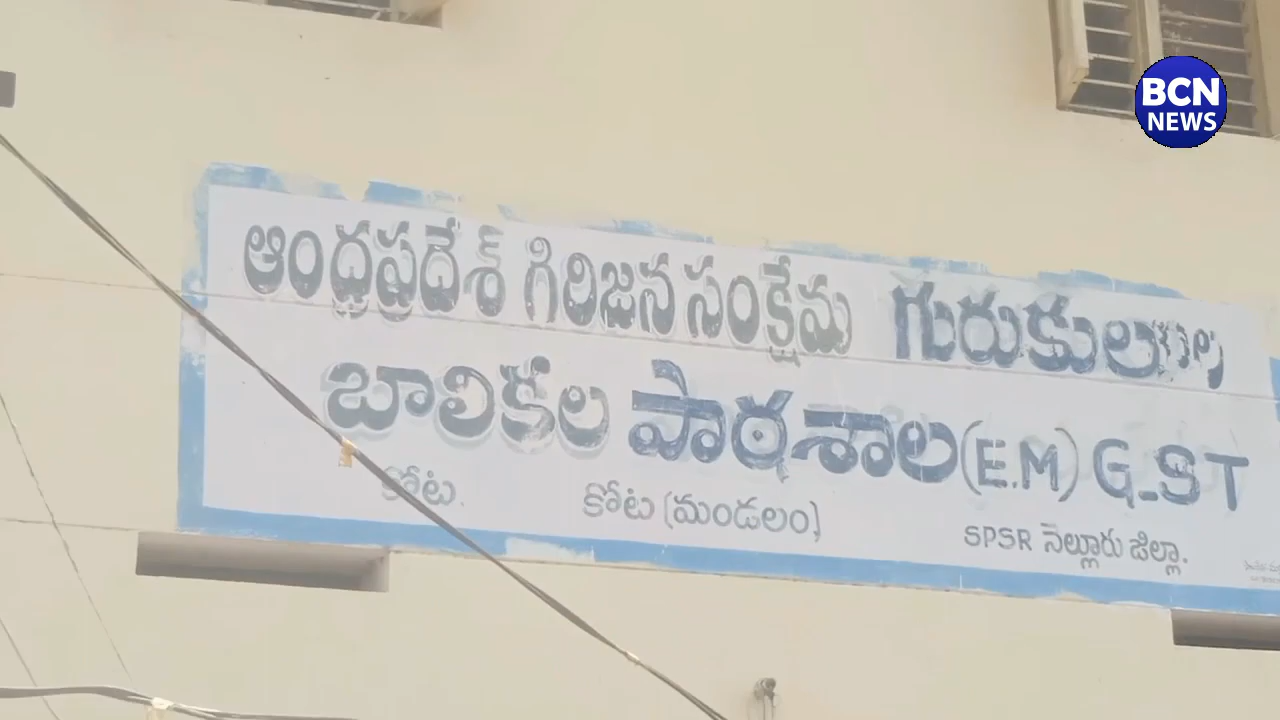 BCN
NEWS
ఆంధ్రప్రదేశ్ గిరిజన సంక్షేమ గురుకుల
బాలికల పాఠశాల (E.M) G.ST
కోట. కోట (మండలం) SPSR నెల్లూరు జిల్లా.